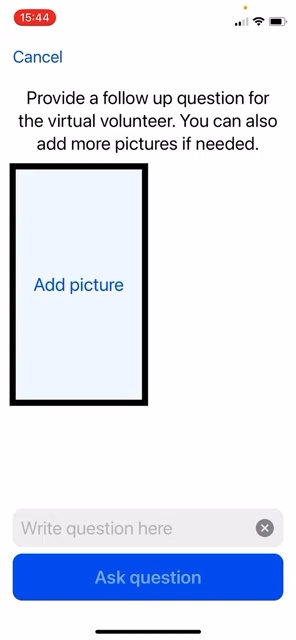 15:44
Cancel
Provide a follow up question for
the virtual volunteer. You can also
add more pictures if needed.
Add picture
Write question here
Ask question